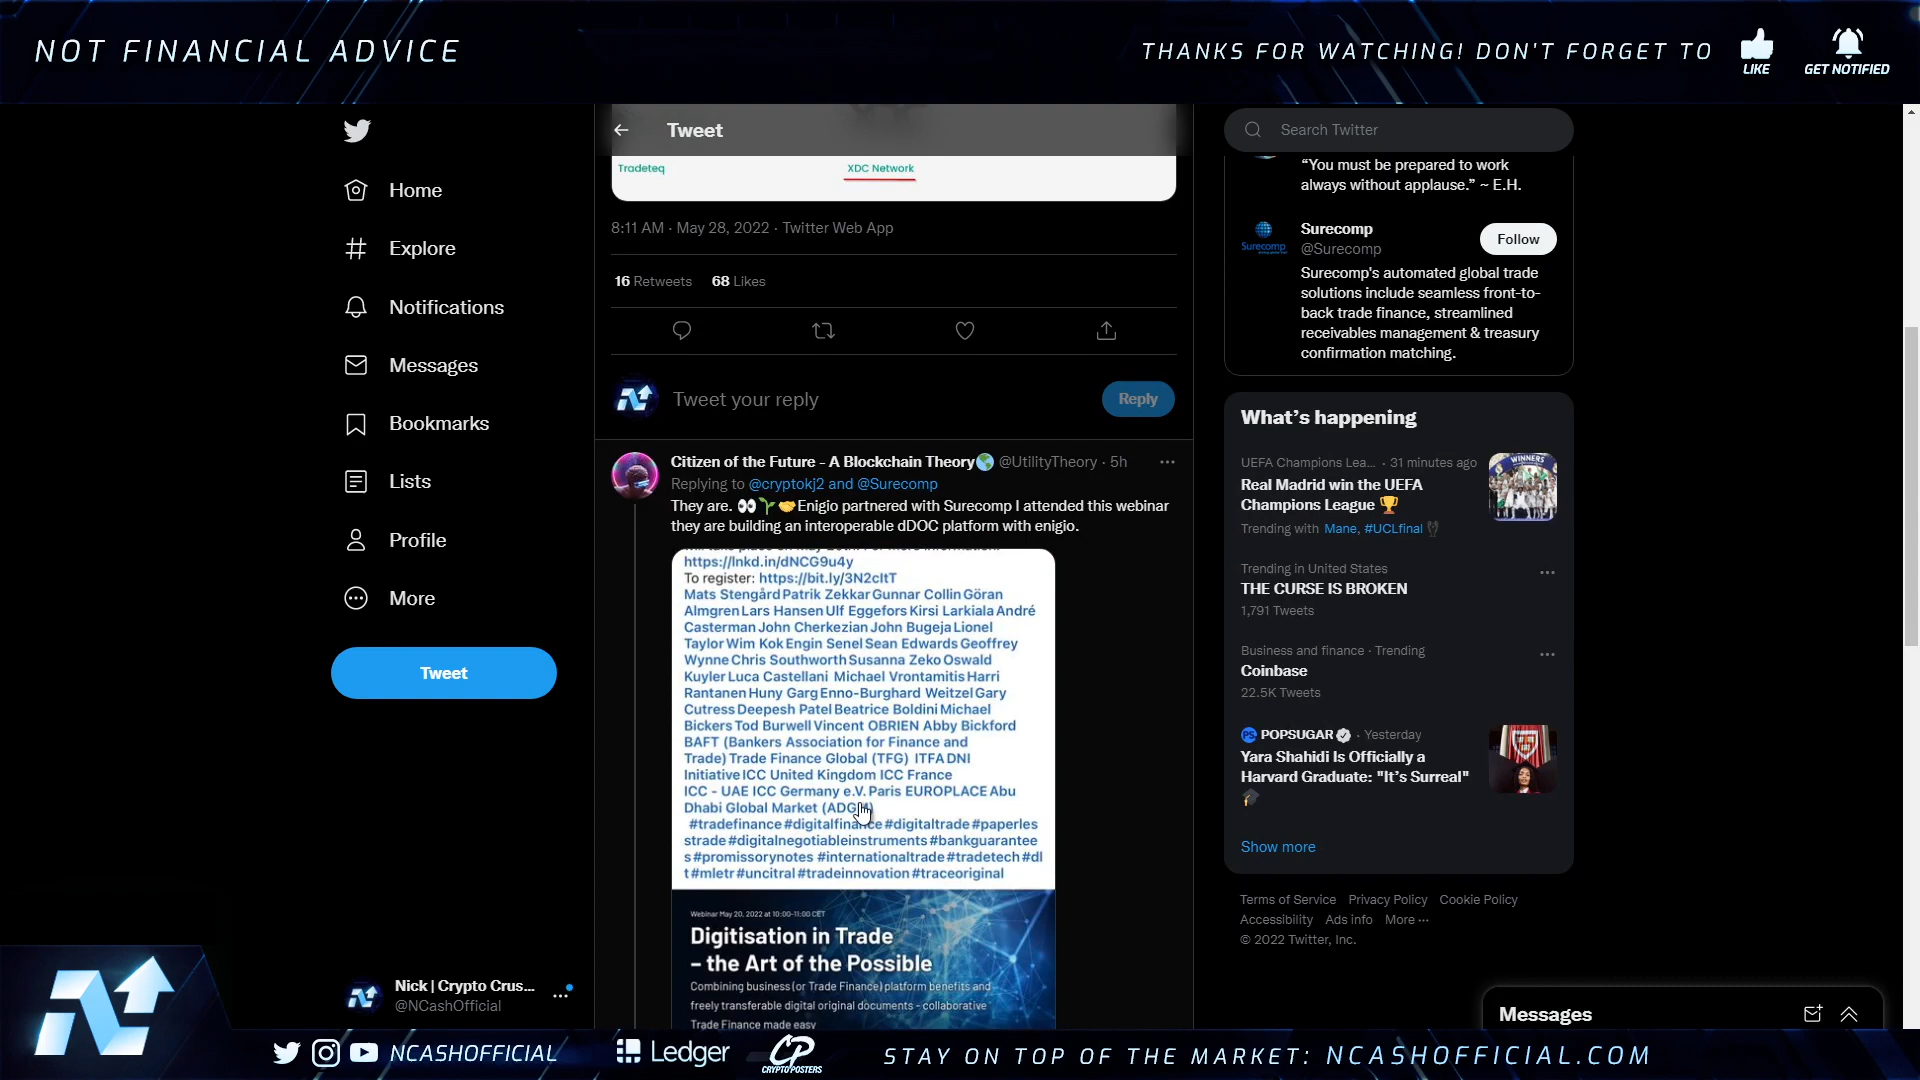 NOT FINANCIAL ADVICE
THANKS FOR WATCHING! DON'T FORGET TO
LIKE
GET NOTIFIED
Home
Explore
Notifications
Messages
Bookmarks
Lists
Profile
More
Tweet
Nick | Crypto Crus...
@NCashOfficial
Tweet
Tradeteq
XDC Network
8:11 AM · May 28, 2022 · Twitter Web App
16 Retweets 68 Likes
Tweet your reply
Reply
Citizen of the Future - A Blockchain Theory🌎 @UtilityTheory · 5h
Replying to @cryptokj2 and @Surecomp
They are. 👀🌱🤝Enigio partnered with Surecomp I attended this webinar
they are building an interoperable dDOC platform with enigio.
https://lnkd.in/dNCG9u4y
To register: https://bit.ly/3N2cItT
Mats Stengård Patrik Zekkar Gunnar Collin Göran
Almgren Lars Hansen Ulf Eggefors Kirsi Larkiala André
Casterman John Cherkezian John Bugeja Lionel
Taylor Wim Kok Engin Senel Sean Edwards Geoffrey
Wynne Chris Southworth Susanna Zeko Oswald
Kuyler Luca Castellani Michael Vrontamitis Harri
Rantanen Huny Garg Enno-Burghard Weitzel Gary
Cutress Deepesh Patel Beatrice Boldini Michael
Bickers Tod Burwell Vincent OBRIEN Abby Bickford
BAFT (Bankers Association for Finance and
Trade) Trade Finance Global (TFG) ITFA DNI
Initiative ICC United Kingdom ICC France
ICC - UAE ICC Germany e.V. Paris EUROPLACE Abu
Dhabi Global Market (ADGM)
#tradefinance #digitalfinance #digitaltrade #paperles
strade #digitalnegotiableinstruments #bankguarantee
s #promissorynotes #internationaltrade #tradetech #dl
t #mletr #uncitral #tradeinnovation #traceoriginal
Webinar May 20, 2022 at 10:00-11:00 CET
Digitisation in Trade
– the Art of the Possible
Combining business (or Trade Finance) platform benefits and
freely transferable digital original documents - collaborative
Trade Finance made easy
Search Twitter
“You must be prepared to work
always without applause.” ~ E.H.
Surecomp
Surecomp
@Surecomp
Follow
Surecomp's automated global trade
solutions include seamless front-to-
back trade finance, streamlined
receivables management & treasury
confirmation matching.
What’s happening
UEFA Champions Lea... · 31 minutes ago
Real Madrid win the UEFA
Champions League 🏆
WINNERS
Trending with Mane, #UCLfinal
Trending in United States
THE CURSE IS BROKEN
1,791 Tweets
Business and finance · Trending
Coinbase
22.5K Tweets
POPSUGAR · Yesterday
Yara Shahidi Is Officially a
Harvard Graduate: "It’s Surreal"
🎓
Show more
Terms of Service Privacy Policy Cookie Policy
Accessibility Ads info More ···
© 2022 Twitter, Inc.
Messages
NCASHOFFICIAL
Ledger
CP
CRYPTOPOSTERS
STAY ON TOP OF THE MARKET: NCASHOFFICIAL.COM